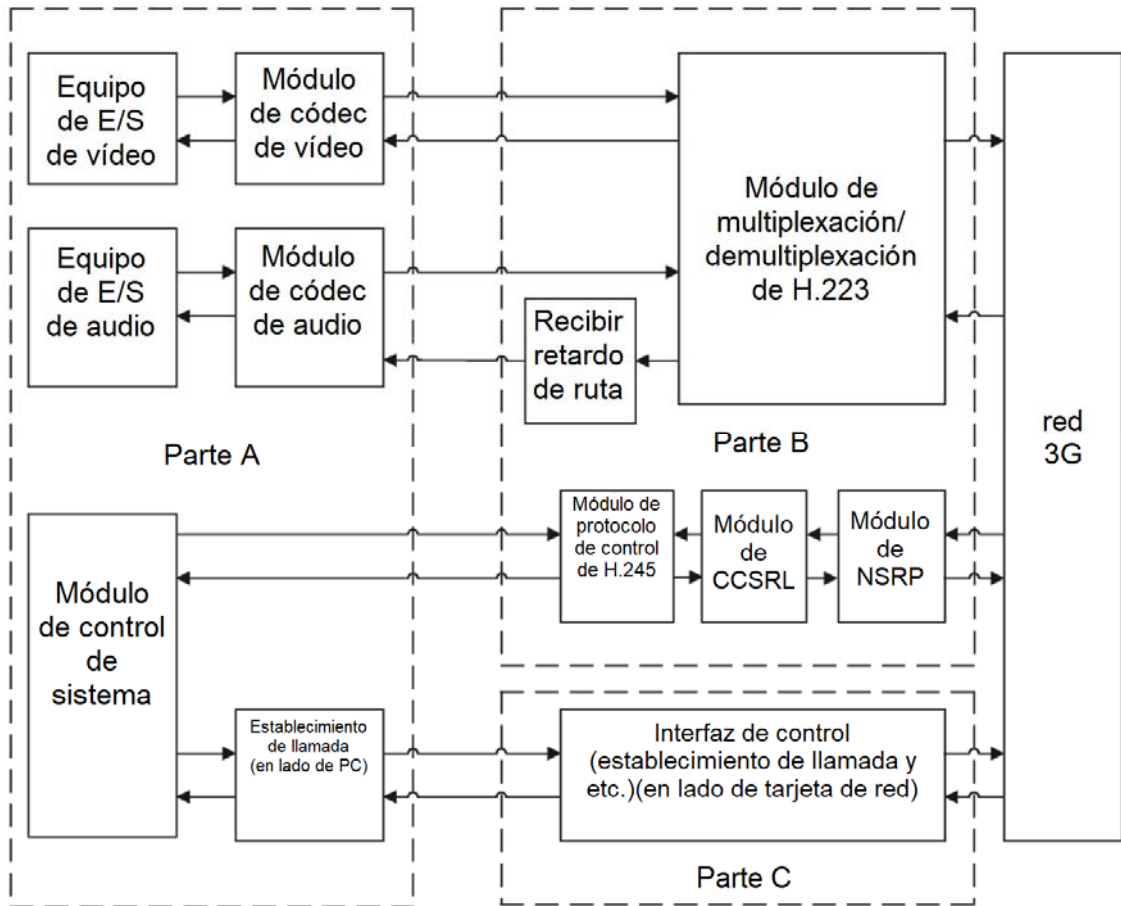 Equipo
de E/S
de vídeo
Módulo
de códec
de vídeo
Módulo de
multiplexación/
demultiplexación
de H.223
Equipo
de E/S
de audio
Módulo
de códec
de audio
Recibir
retardo
de ruta
Parte A
Parte B
red
3G
Módulo
de control
de
sistema
Módulo de
protocolo
de control
de H.245
Módulo
de
CCSRL
Módulo
de
NSRP
Establecimiento
de llamada
(en lado de PC)
Interfaz de control
(establecimiento de llamada y
etc.)(en lado de tarjeta de red)
Parte C